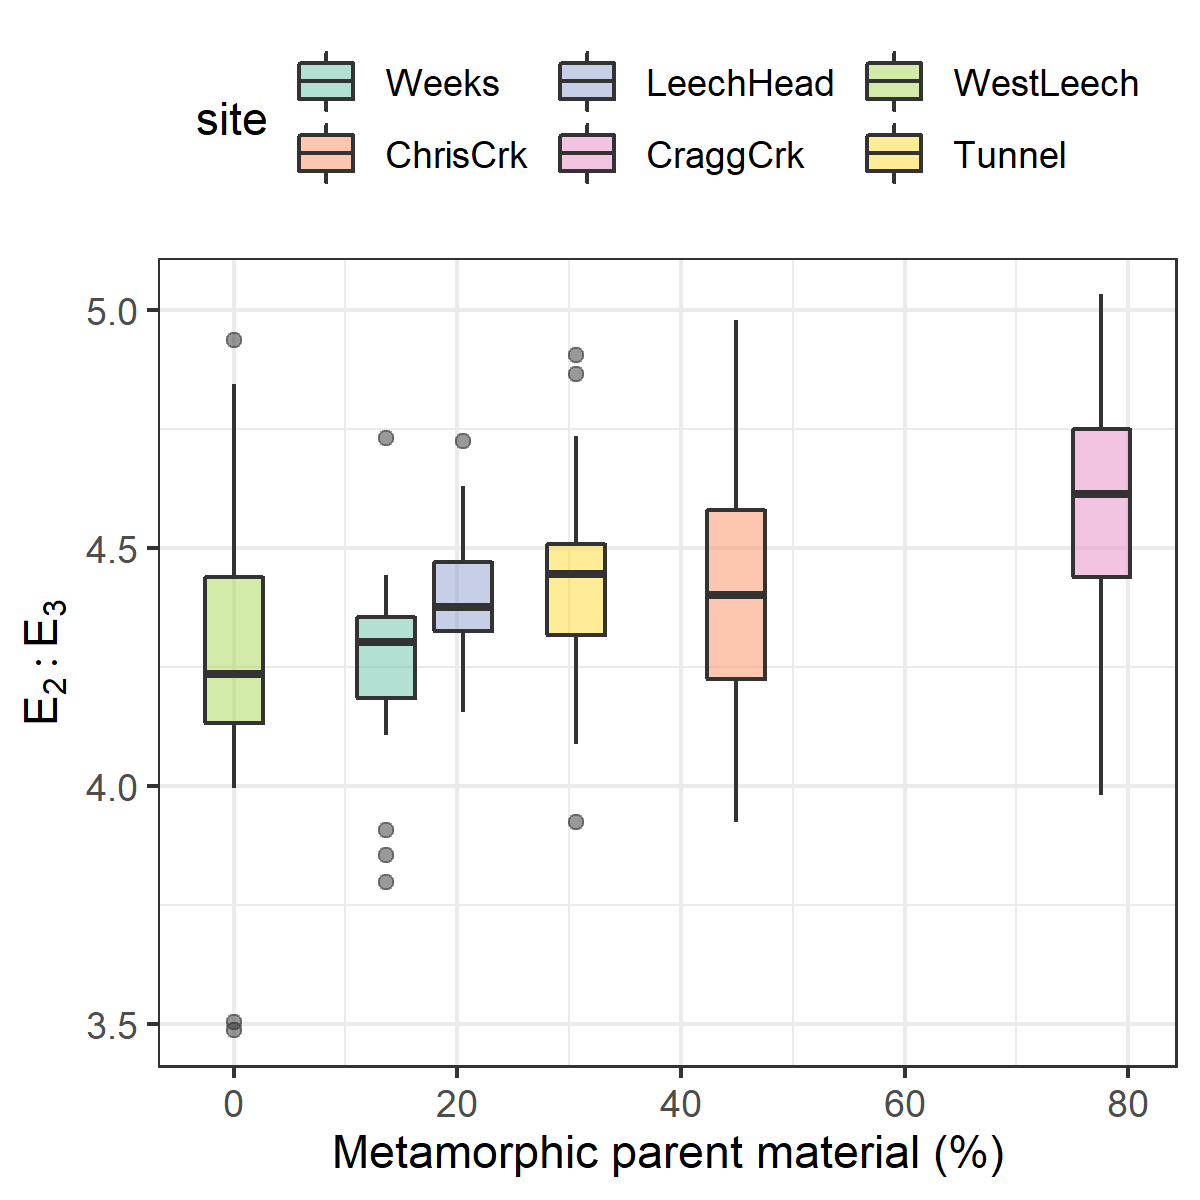 site
Weeks LeechHead WestLeech
ChrisCrk CraggCrk Tunnel
5.0
4.5
4.0
3.5
E₂:E₃
0 20 40 60 80
Metamorphic parent material (%)